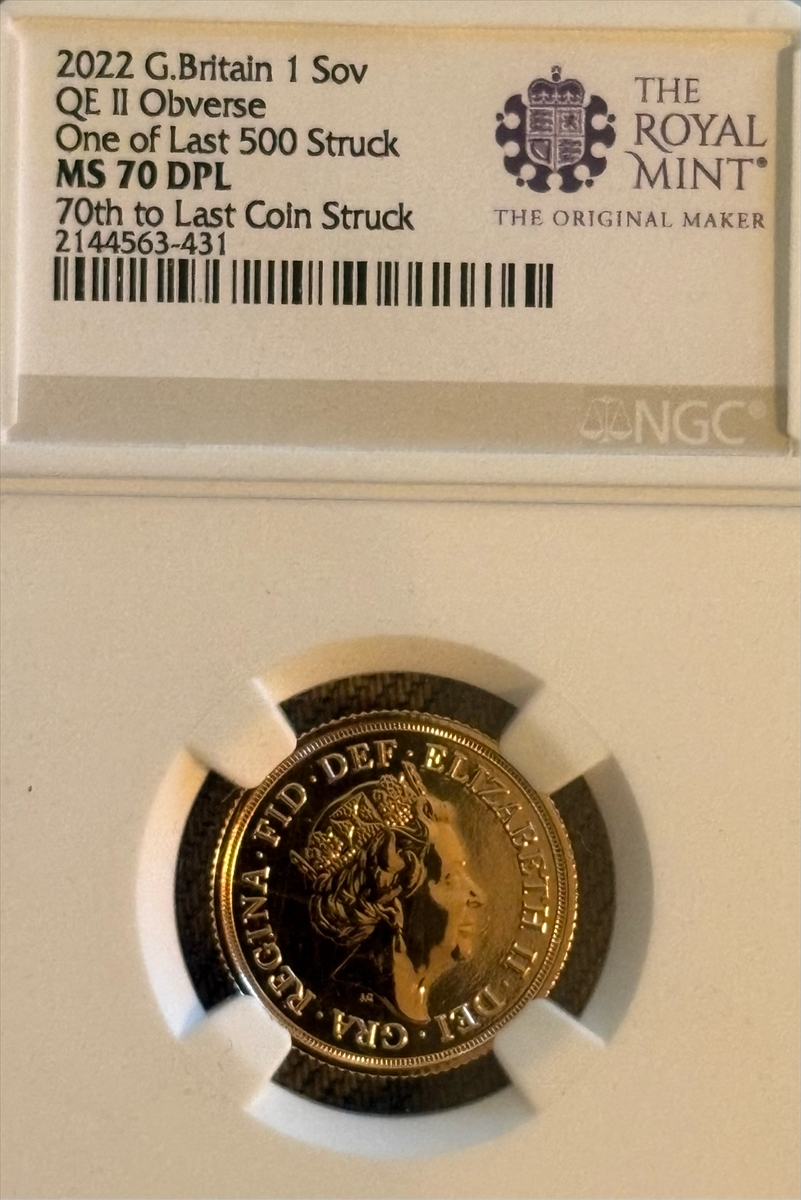 2022 G.Britain 1 Sov
QE II Obverse
One of Last 500 Struck
MS 70 DPL
70th to Last Coin Struck
2144563-431
THE
ROYAL
MINT®
THE ORIGINAL MAKER
NGC®
ELIZABETH II · DEI · GRA · REGINA · FID · DEF ·
JC